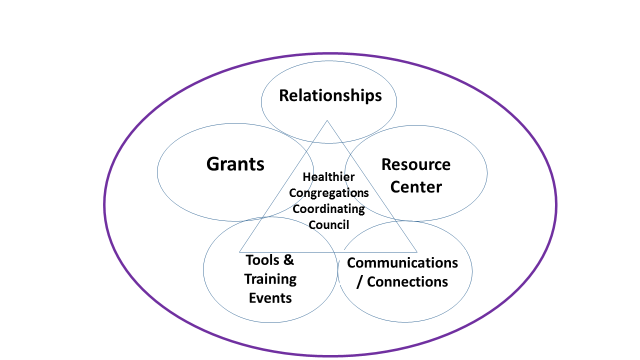 Relationships
Grants
Resource
Center
Healthier
Congregations
Coordinating
Council
Tools &
Training
Events
Communications
/ Connections